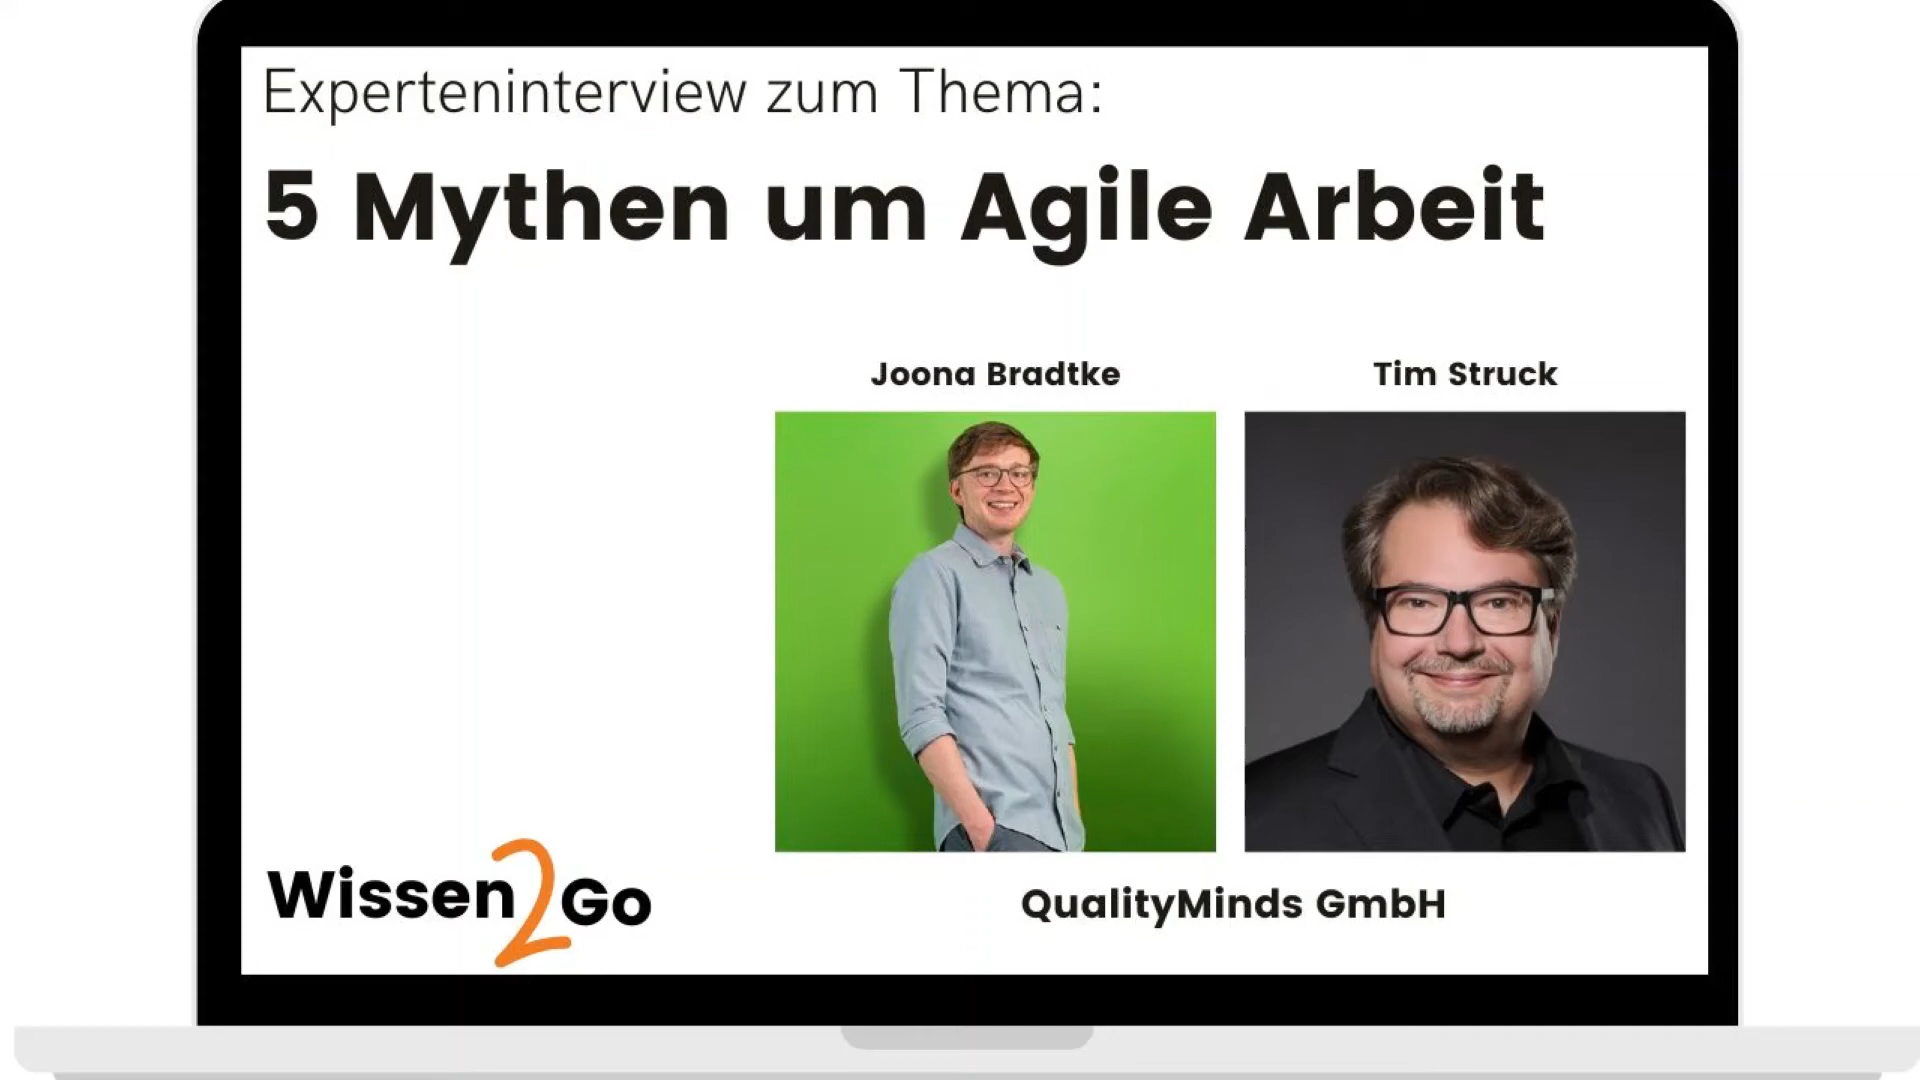 Experteninterview zum Thema:
5 Mythen um Agile Arbeit
Joona Bradtke
Tim Struck
Wissen2Go
QualityMinds GmbH